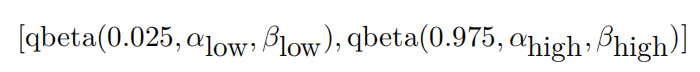 [qbeta(0.025, α_low, β_low), qbeta(0.975, α_high, β_high)]